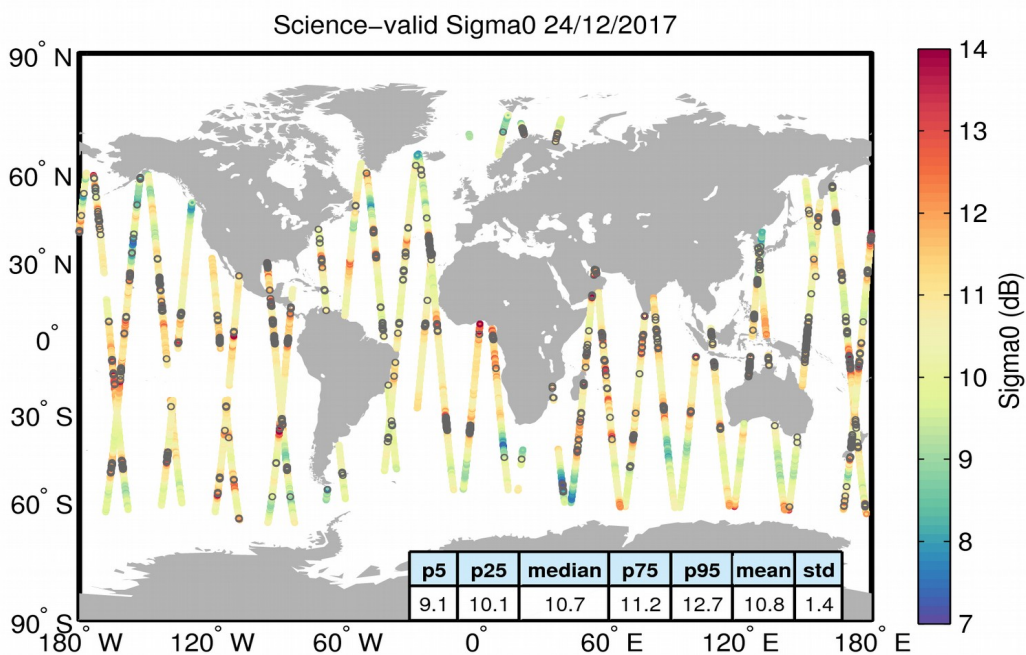 Science−valid Sigma0 24/12/2017
90° N
60° N
30° N
0°
30° S
60° S
90° S
180° W
120° W
60° W
0°
60° E
120° E
180° E
14
13
12
11
10
9
8
7
Sigma0 (dB)
p5 p25 median p75 p95 mean std
9.1 10.1 10.7 11.2 12.7 10.8 1.4